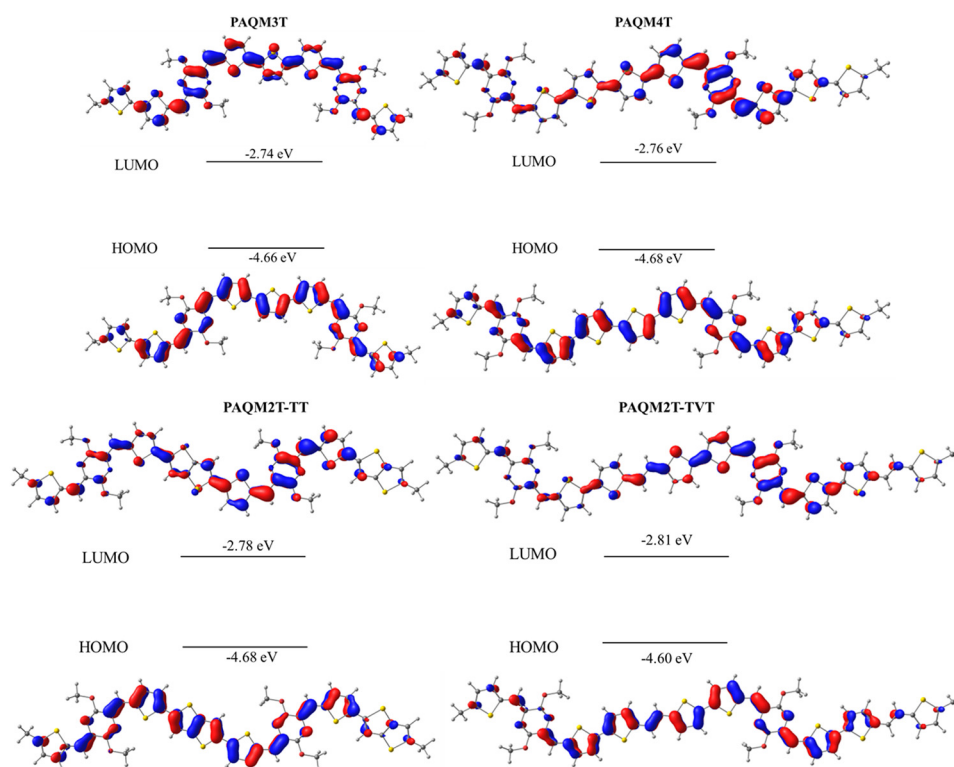 PAQM3T
PAQM4T
LUMO
-2.74 eV
LUMO
-2.76 eV
HOMO
-4.66 eV
HOMO
-4.68 eV
PAQM2T-TT
PAQM2T-TVT
LUMO
-2.78 eV
LUMO
-2.81 eV
HOMO
-4.68 eV
HOMO
-4.60 eV